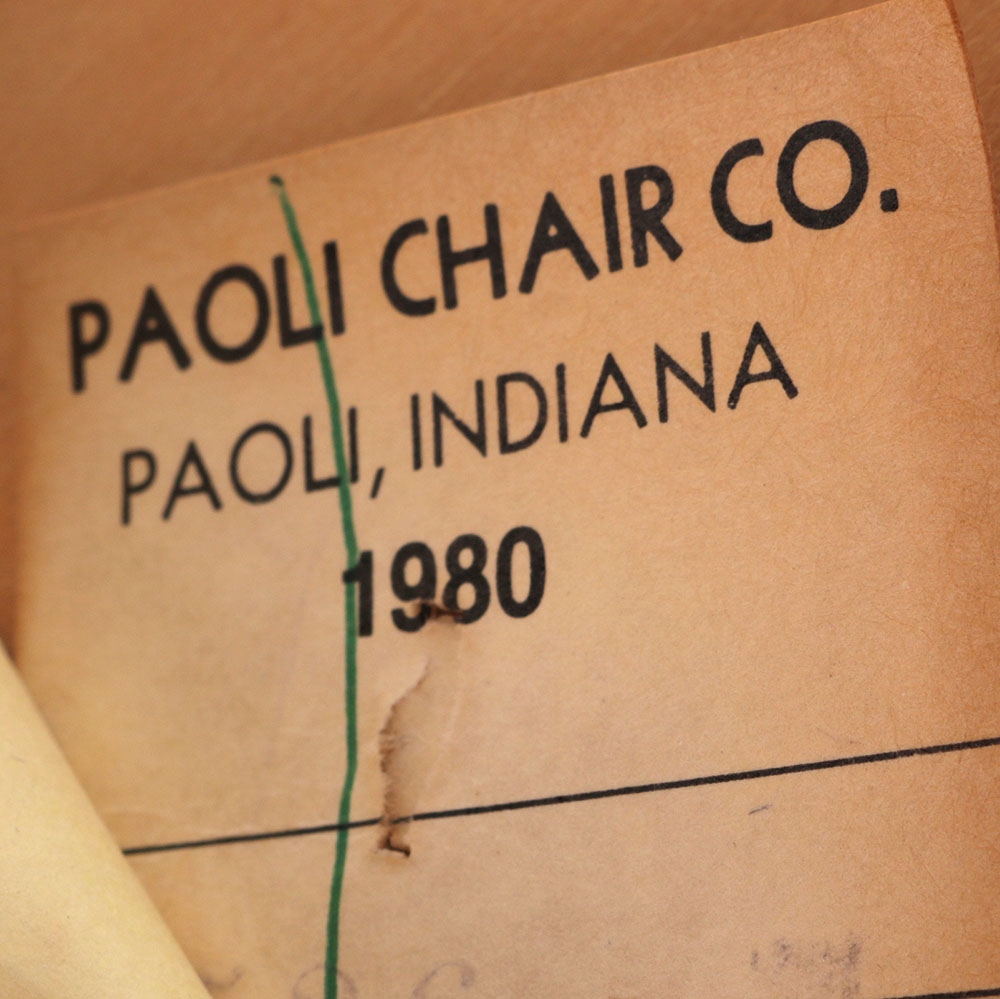 PAOLI CHAIR CO.
PAOLI, INDIANA
1980